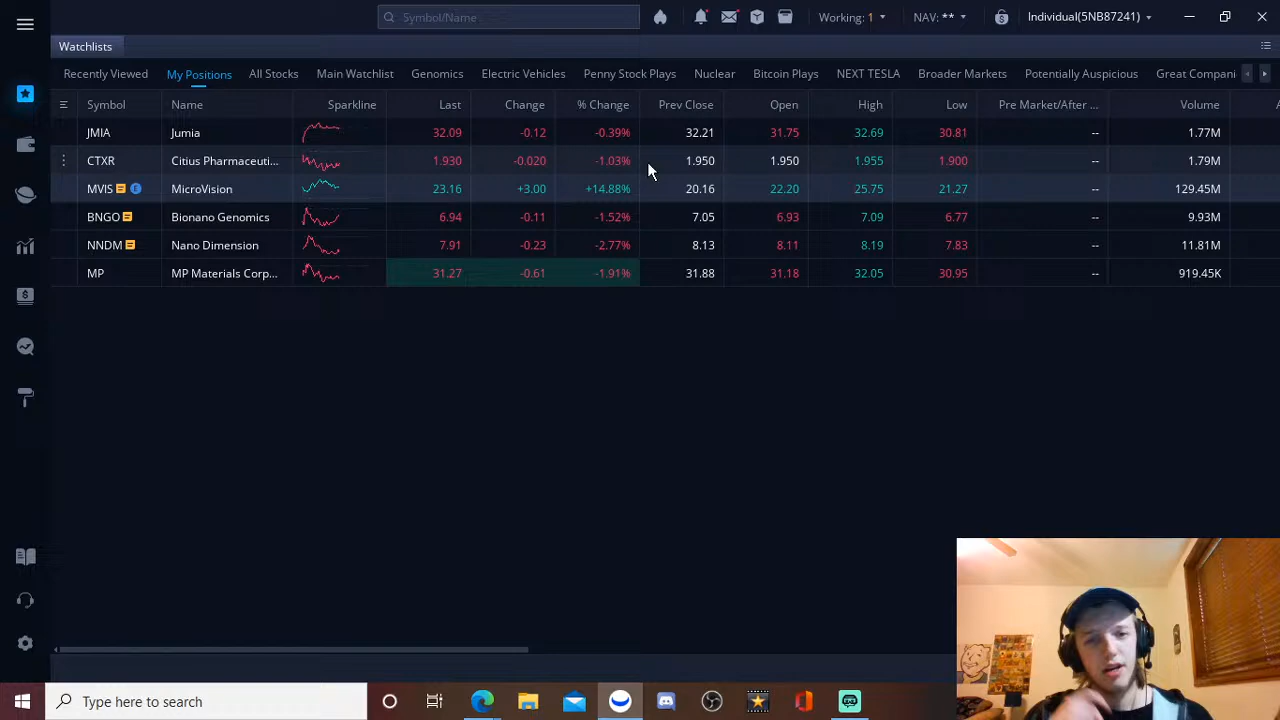 Symbol/Name Working: 1 NAV: ** Individual(5NB87241)
Watchlists
Recently Viewed My Positions All Stocks Main Watchlist Genomics Electric Vehicles Penny Stock Plays Nuclear Bitcoin Plays NEXT TESLA Broader Markets Potentially Auspicious Great Compani
Symbol Name Sparkline Last Change % Change Prev Close Open High Low Pre Market/After ... Volume
JMIA Jumia 32.09 -0.12 -0.39% 32.21 31.75 32.69 30.81 -- 1.77M
CTXR Citius Pharmaceuti... 1.930 -0.020 -1.03% 1.950 1.950 1.955 1.900 -- 1.79M
MVIS E MicroVision 23.16 +3.00 +14.88% 20.16 22.20 25.75 21.27 -- 129.45M
BNGO Bionano Genomics 6.94 -0.11 -1.52% 7.05 6.93 7.09 6.77 -- 9.93M
NNDM Nano Dimension 7.91 -0.23 -2.77% 8.13 8.11 8.19 7.83 -- 11.81M
MP MP Materials Corp... 31.27 -0.61 -1.91% 31.88 31.18 32.05 30.95 -- 919.45K
Type here to search